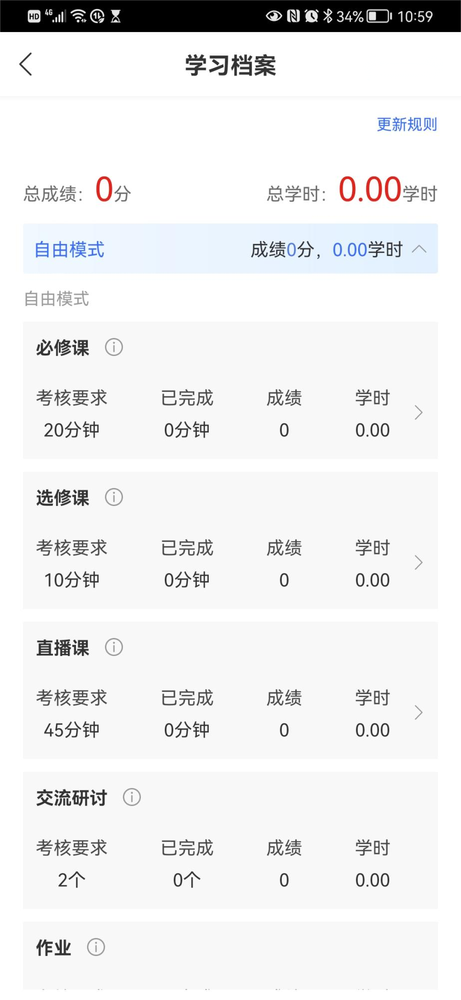 HD 4G 34% 10:59
学习档案
更新规则
总成绩：0分 总学时：0.00学时
自由模式 成绩0分，0.00学时
自由模式
必修课
考核要求 已完成 成绩 学时
20分钟 0分钟 0 0.00
选修课
考核要求 已完成 成绩 学时
10分钟 0分钟 0 0.00
直播课
考核要求 已完成 成绩 学时
45分钟 0分钟 0 0.00
交流研讨
考核要求 已完成 成绩 学时
2个 0个 0 0.00
作业